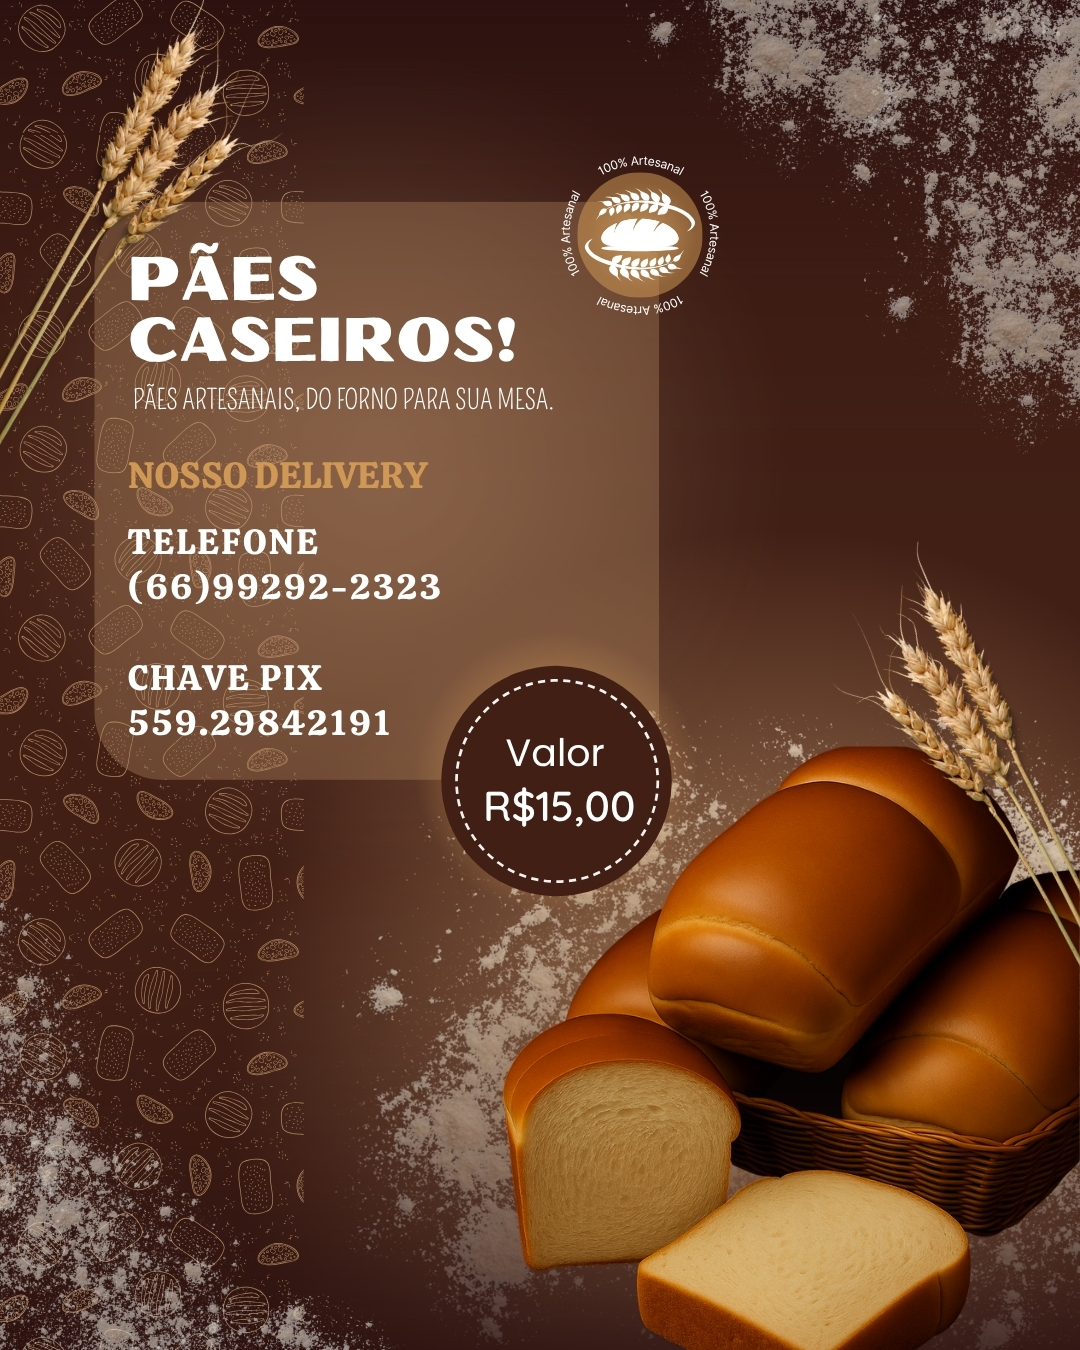 100% Artesanal
100% Artesanal
100% Artesanal
100% Artesanal
PÃES
CASEIROS!
PÃES ARTESANAIS, DO FORNO PARA SUA MESA.
NOSSO DELIVERY
TELEFONE
(66)99292-2323
CHAVE PIX
559.29842191
Valor
R$15,00